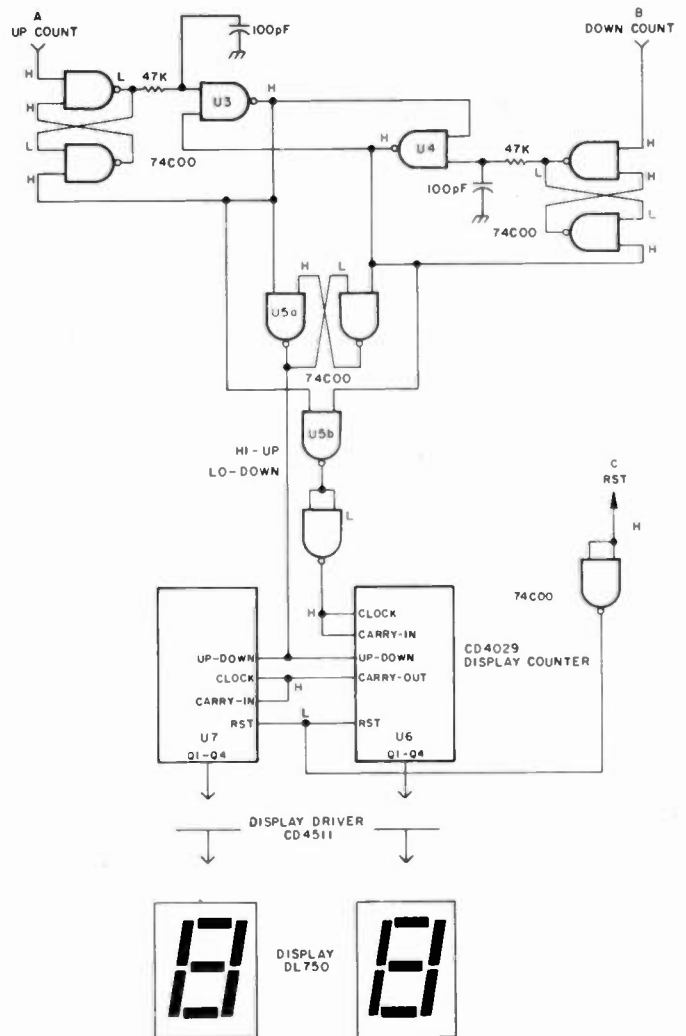 A
UP COUNT
100pF
B
DOWN COUNT
H
L
47K
U3
H
H
L
H
74C00
H
U4
47K
L
100pF
H
H
L
H
74C00
H
L
U5a
74C00
U5b
HI-UP
LO-DOWN
L
C
RST
H
74C00
H
CLOCK
CARRY-IN
UP-DOWN
UP-DOWN
CD4029
DISPLAY COUNTER
CLOCK
H
CARRY-OUT
CARRY-IN
RST
L
RST
U7
U6
Q1-Q4
Q1-Q4
DISPLAY DRIVER
CD4511
DISPLAY
DL750
8
8